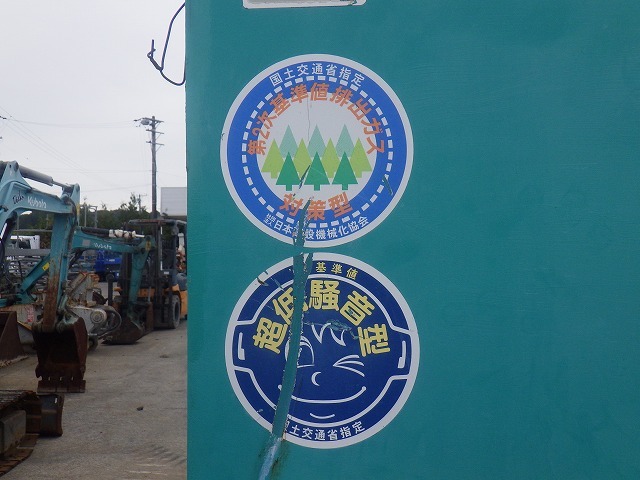 国土交通省指定
第2次基準値排出ガス
対策型
日本建設機械化協会
基準値
超低騒音型
国土交通省指定
Kubota
Kubota